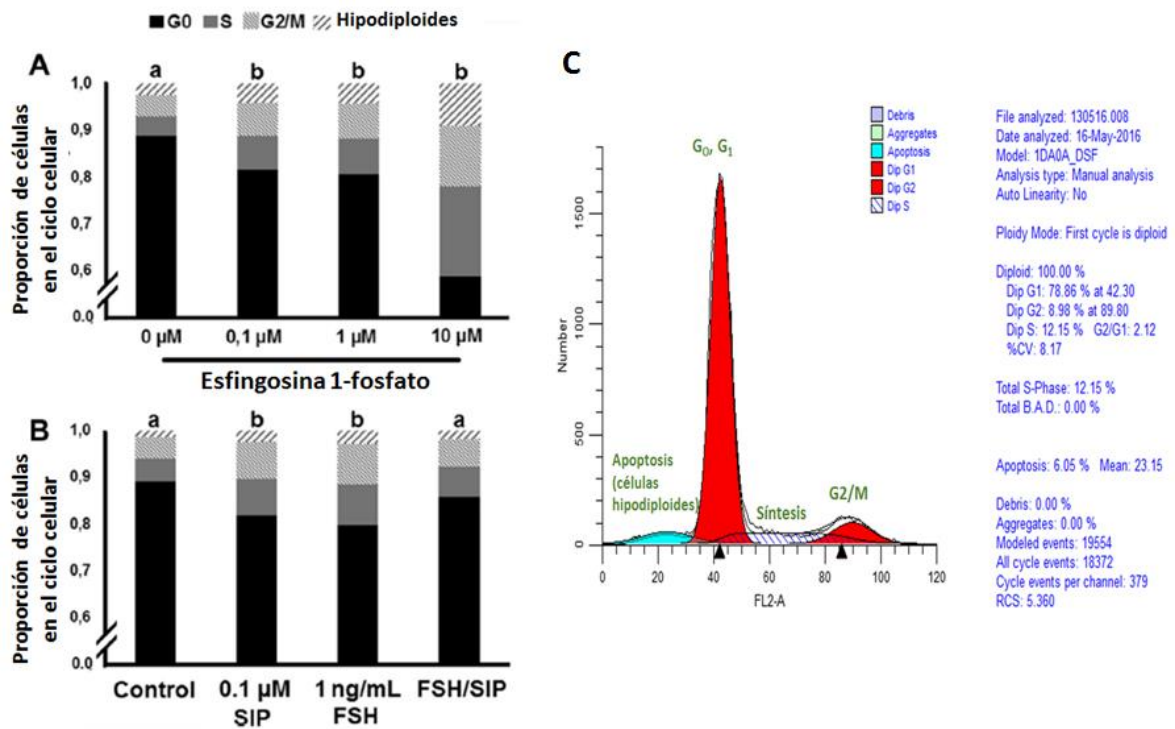 G0 S G2/M Hipodiploides
A
a b b b
Proporción de células
en el ciclo celular
1,0
0,9
0,8
0,7
0,6
0.0
0 µM 0,1 µM 1 µM 10 µM
Esfingosina 1-fosfato
B
a b b a
Proporción de células
en el ciclo celular
1,0
0,9
0,8
0,7
0,6
0.0
Control 0.1 µM 1 ng/mL FSH/SIP
SIP FSH
C
Debris
Aggregates
Apoptosis
Dip G1
Dip G2
Dip S
G₀, G₁
Number
1500
1000
500
0
Apoptosis
(células
hipodiploides)
Síntesis
G2/M
0 20 40 60 80 100 120
FL2-A
File analyzed: 130516.008
Date analyzed: 16-May-2016
Model: 1DA0A_DSF
Analysis type: Manual analysis
Auto Linearity: No
Ploidy Mode: First cycle is diploid
Diploid: 100.00 %
Dip G1: 78.86 % at 42.30
Dip G2: 8.98 % at 89.80
Dip S: 12.15 % G2/G1: 2.12
%CV: 8.17
Total S-Phase: 12.15 %
Total B.A.D.: 0.00 %
Apoptosis: 6.05 % Mean: 23.15
Debris: 0.00 %
Aggregates: 0.00 %
Modeled events: 19554
All cycle events: 18372
Cycle events per channel: 379
RCS: 5.360